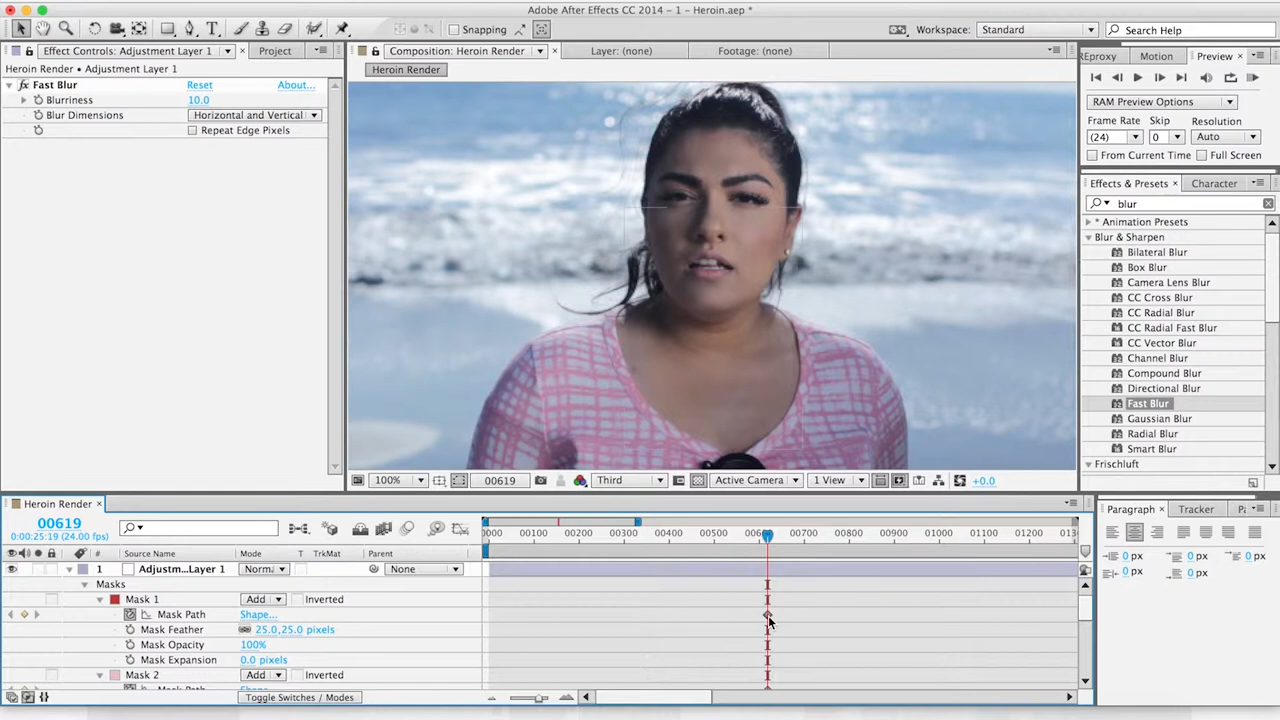 Adobe After Effects CC 2014 - 1 - Heroin.aep *
Snapping
Workspace: Standard
Search Help
Effect Controls: Adjustment Layer 1
Project
Composition: Heroin Render
Layer: (none)
Footage: (none)
REproxy
Motion
Preview ×
Heroin Render • Adjustment Layer 1
Heroin Render
fx Fast Blur
Reset
About...
Blurriness
10.0
Blur Dimensions
Horizontal and Vertical
Repeat Edge Pixels
RAM Preview Options
Frame Rate
Skip
Resolution
(24)
0
Auto
From Current Time
Full Screen
Effects & Presets ×
Character
blur
* Animation Presets
Blur & Sharpen
Bilateral Blur
Box Blur
Camera Lens Blur
CC Cross Blur
CC Radial Blur
CC Radial Fast Blur
CC Vector Blur
Channel Blur
Compound Blur
Directional Blur
Fast Blur
Gaussian Blur
Radial Blur
Smart Blur
Frischluft
100%
00619
Third
Active Camera
1 View
+0.0
Heroin Render ×
00619
0:00:25:19 (24.00 fps)
0000 00100 00200 00300 00400 00500 00700 00800 00900 01000 01100 01200
Paragraph ×
Tracker
0 px
0 px
0 px
0 px
0 px
# Source Name
Mode
T TrkMat
Parent
1 Adjustm...Layer 1
None
Masks
Mask 1
Add
Inverted
Mask Path
Shape...
Mask Feather
25.0,25.0 pixels
Mask Opacity
100%
Mask Expansion
0.0 pixels
Mask 2
Add
Inverted
Toggle Switches / Modes